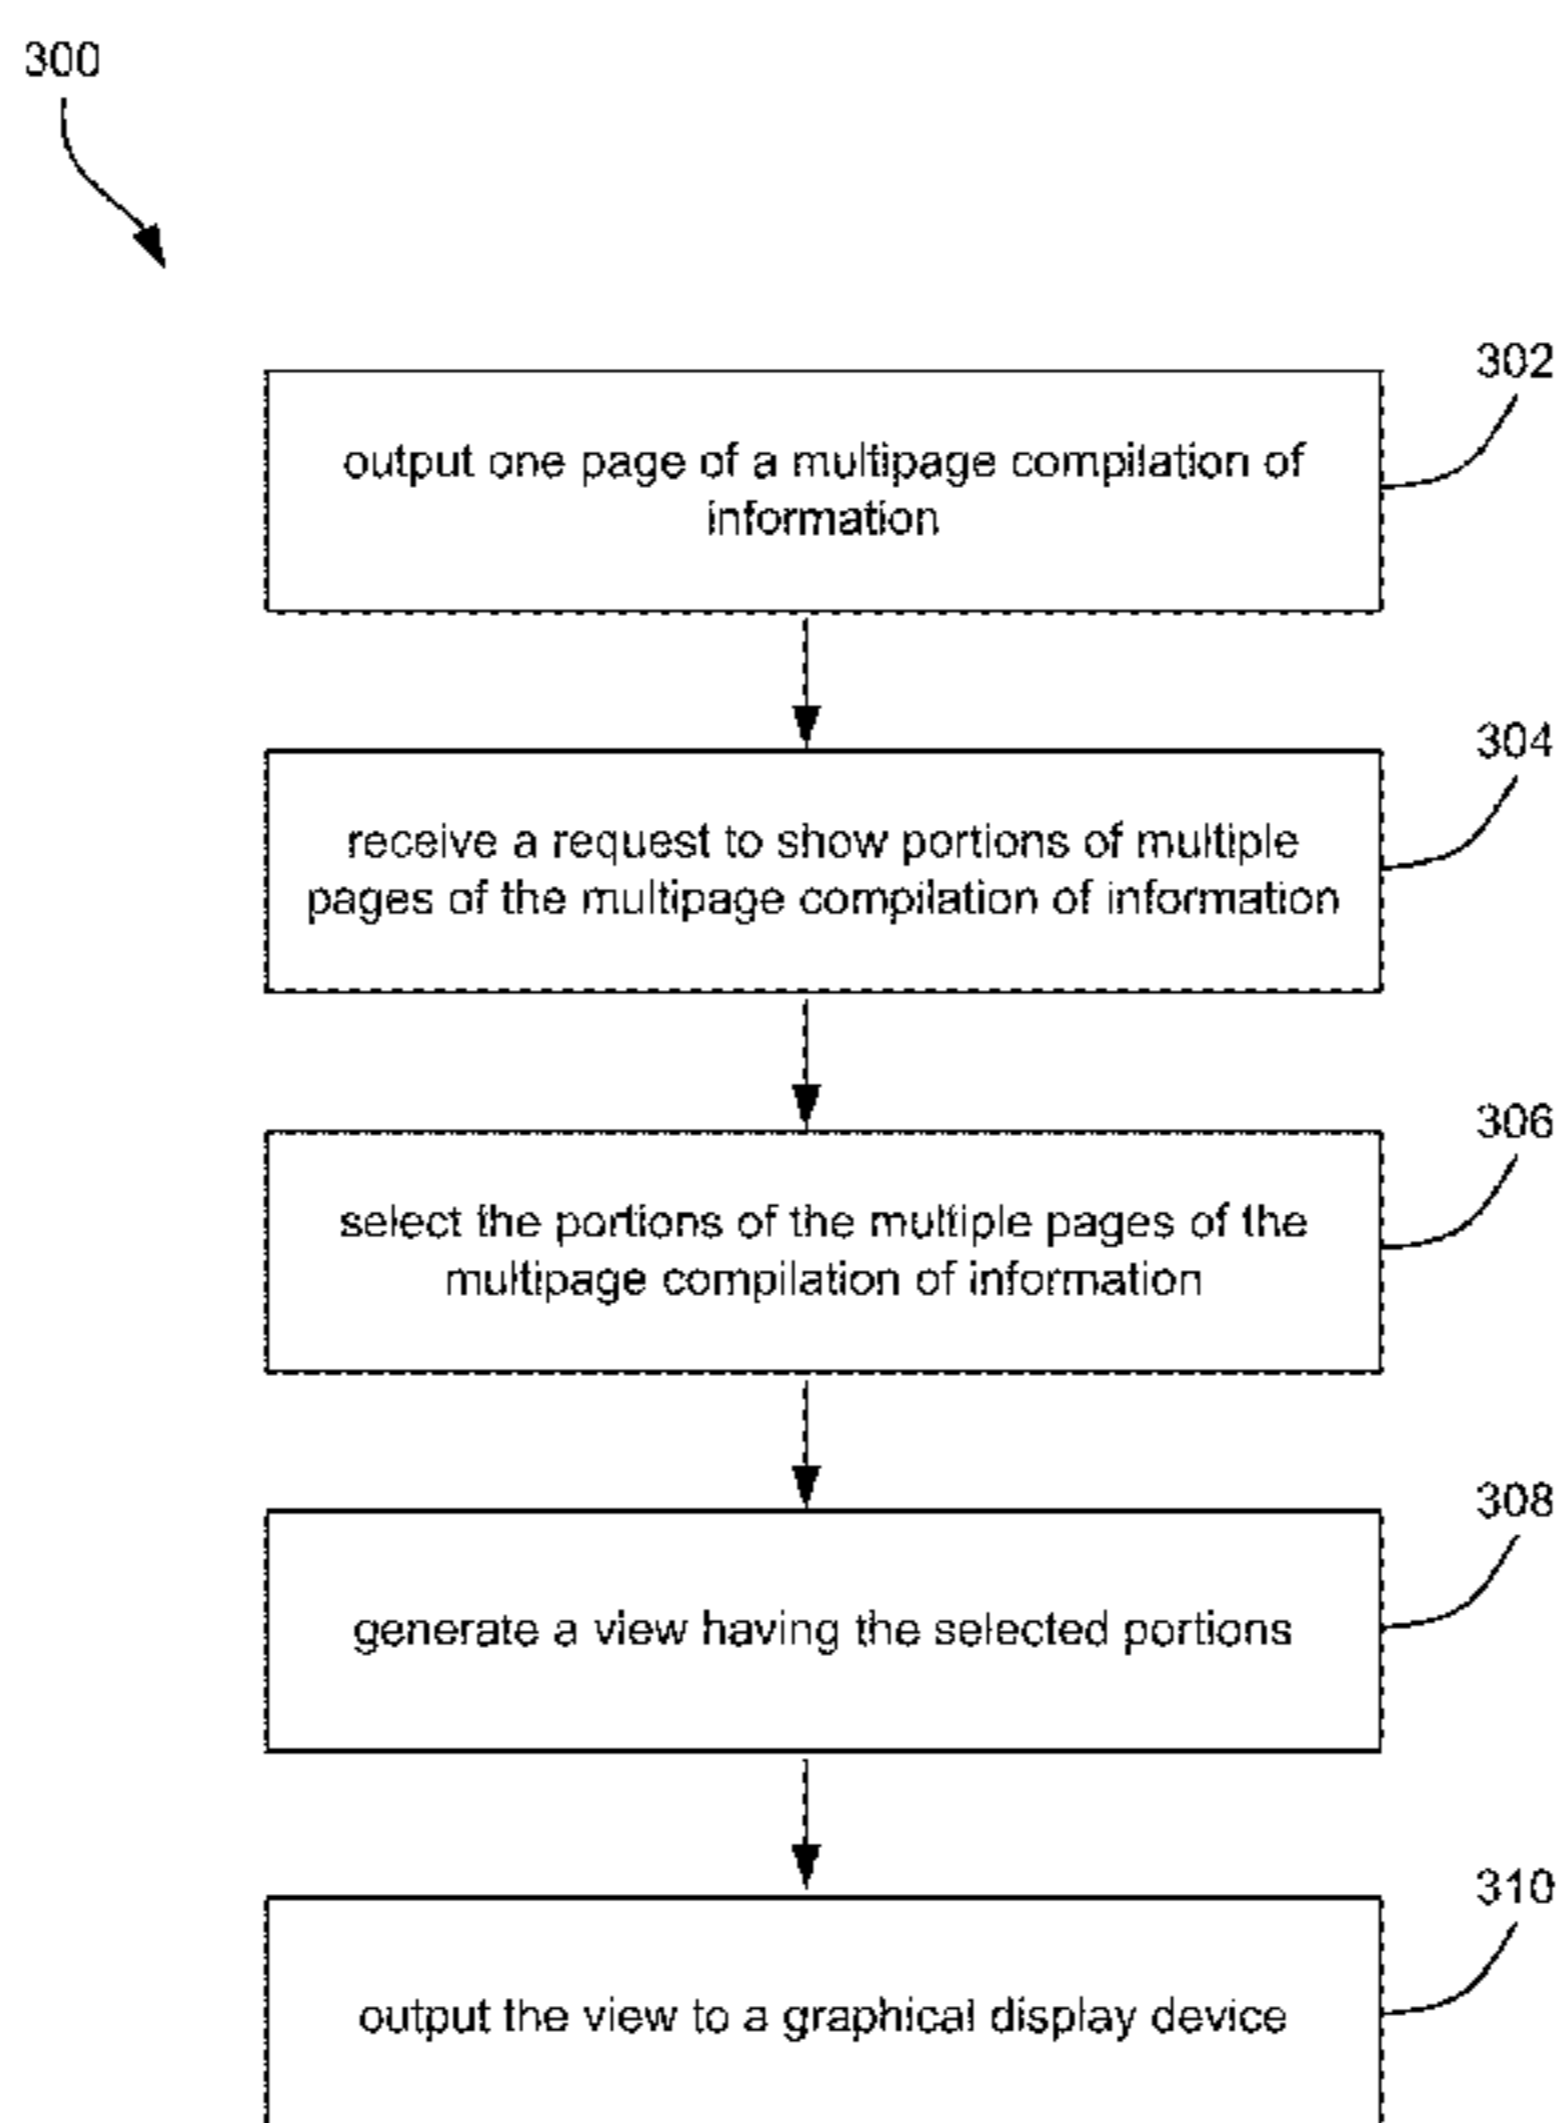 300
302
output one page of a multipage compilation of
information
304
receive a request to show portions of multiple
pages of the multipage compilation of information
306
select the portions of the multiple pages of the
multipage compilation of information
308
generate a view having the selected portions
310
output the view to a graphical display device